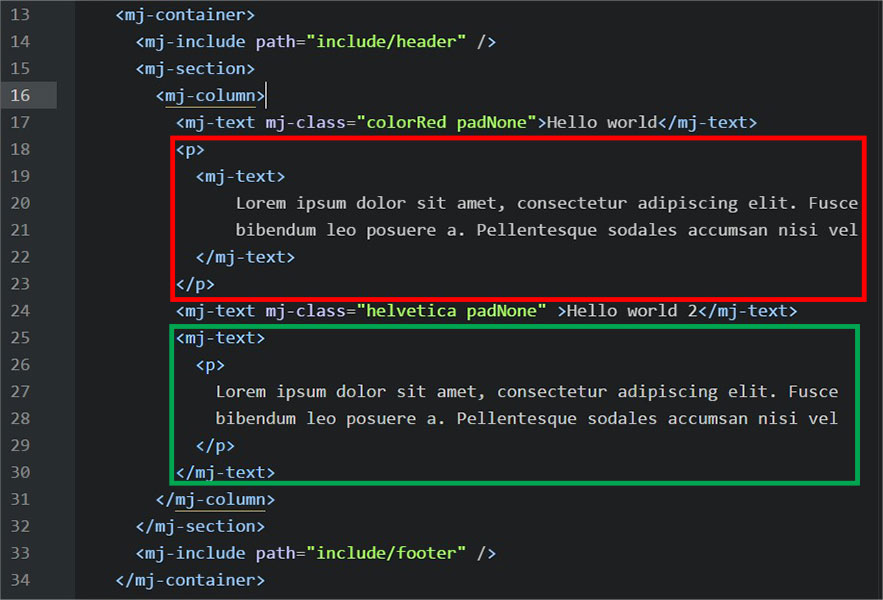 13 <mj-container>
14 <mj-include path="include/header" />
15 <mj-section>
16 <mj-column>
17 <mj-text mj-class="colorRed padNone">Hello world</mj-text>
18 <p>
19 <mj-text>
20 Lorem ipsum dolor sit amet, consectetur adipiscing elit. Fusce
21 bibendum leo posuere a. Pellentesque sodales accumsan nisi vel
22 </mj-text>
23 </p>
24 <mj-text mj-class="helvetica padNone" >Hello world 2</mj-text>
25 <mj-text>
26 <p>
27 Lorem ipsum dolor sit amet, consectetur adipiscing elit. Fusce
28 bibendum leo posuere a. Pellentesque sodales accumsan nisi vel
29 </p>
30 </mj-text>
31 </mj-column>
32 </mj-section>
33 <mj-include path="include/footer" />
34 </mj-container>